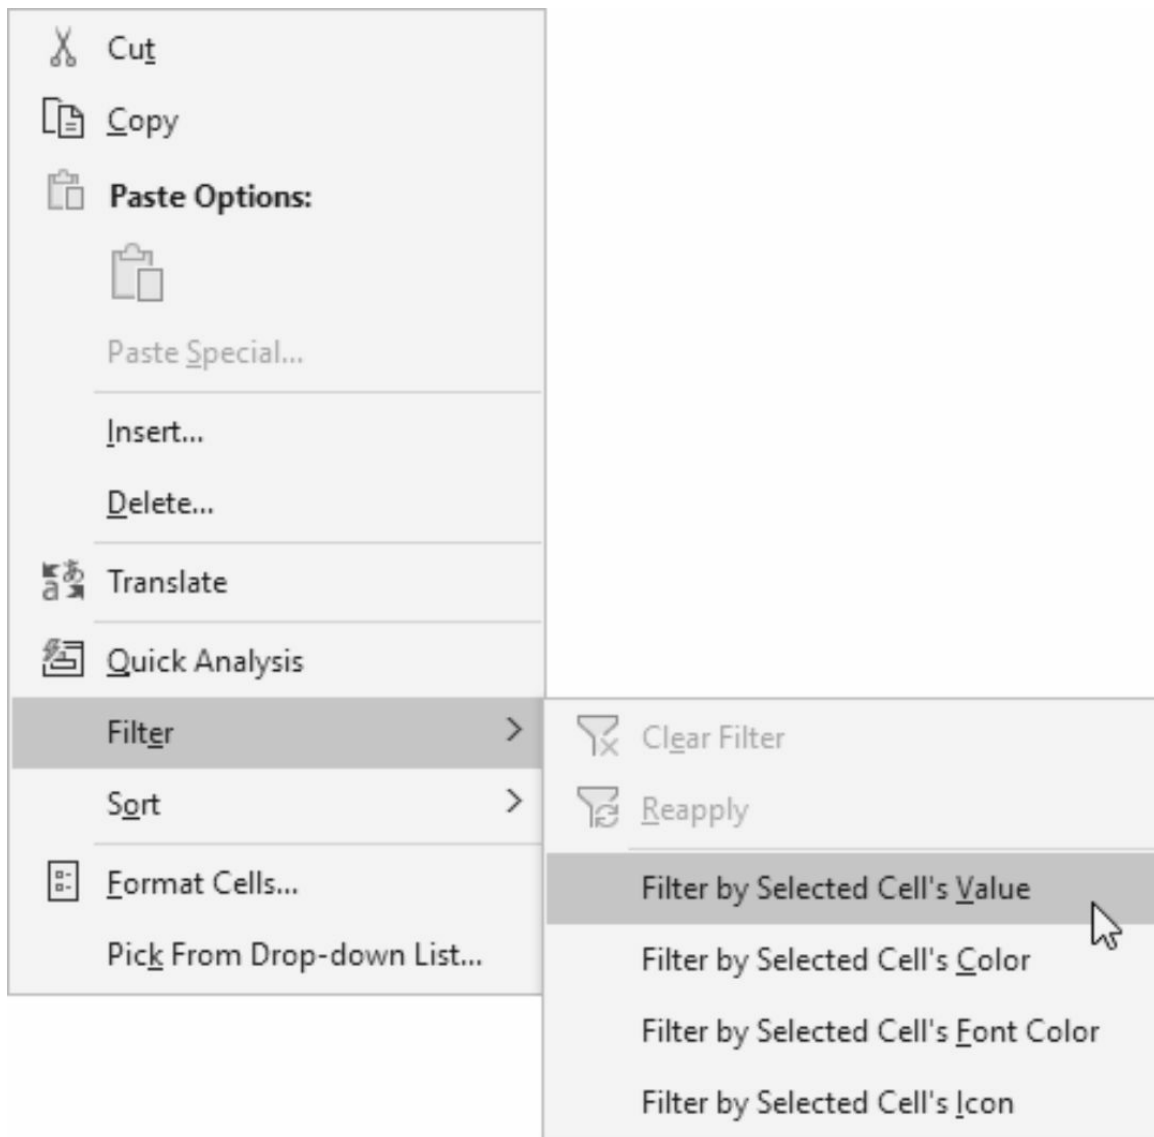 Cut
Copy
Paste Options:
Paste Special...
Insert...
Delete...
Translate
Quick Analysis
Filter
Sort
Format Cells...
Pick From Drop-down List...
Clear Filter
Reapply
Filter by Selected Cell's Value
Filter by Selected Cell's Color
Filter by Selected Cell's Font Color
Filter by Selected Cell's Icon